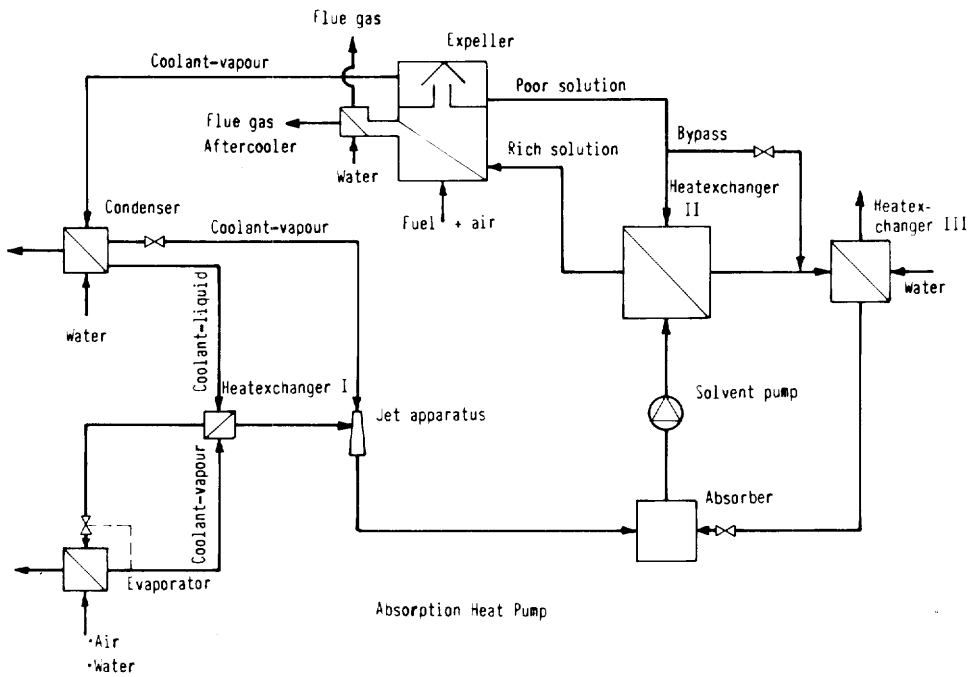 Flue gas
Expeller
Coolant-vapour
Poor solution
Flue gas
Aftercooler
Bypass
Rich solution
Water
Heatexchanger
II
Condenser
Fuel + air
Heatex-
changer III
Coolant-vapour
Water
Water
Coolant-liquid
Heatexchanger I
Solvent pump
Jet apparatus
Coolant-vapour
Absorber
Evaporator
Absorption Heat Pump
·Air
·Water